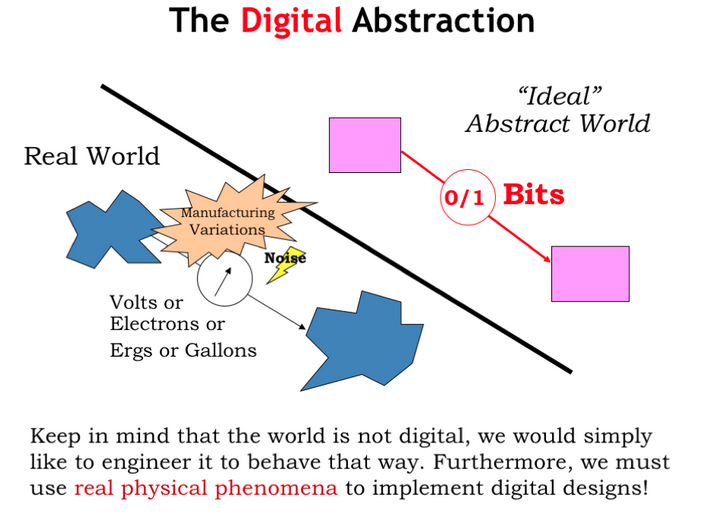 The Digital Abstraction
"Ideal"
Abstract World
Real World
0/1 Bits
Manufacturing
Variations
Noise
Volts or
Electrons or
Ergs or Gallons
Keep in mind that the world is not digital, we would simply
like to engineer it to behave that way. Furthermore, we must
use real physical phenomena to implement digital designs!